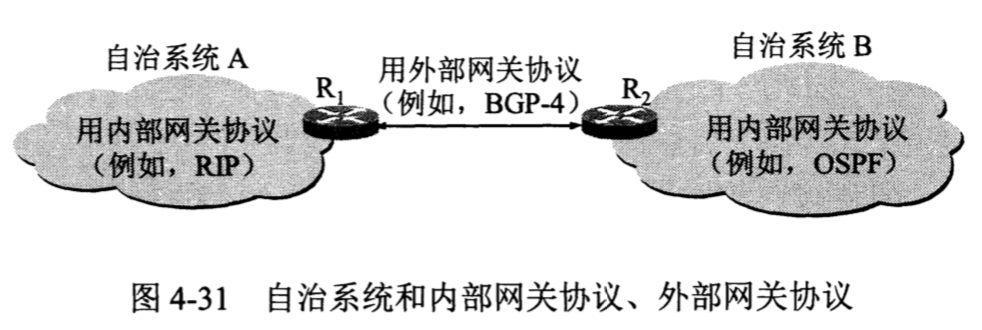 自治系统 A
自治系统 B
用外部网关协议
（例如，BGP-4）
R1
R2
用内部网关协议
（例如，RIP）
用内部网关协议
（例如，OSPF）
图 4-31 自治系统和内部网关协议、外部网关协议